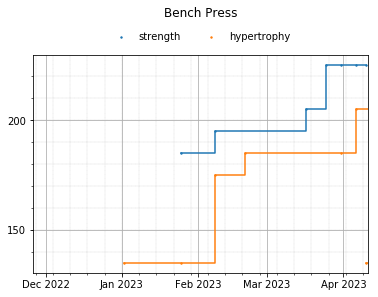 Bench Press
strength hypertrophy
200
150
Dec 2022 Jan 2023 Feb 2023 Mar 2023 Apr 2023